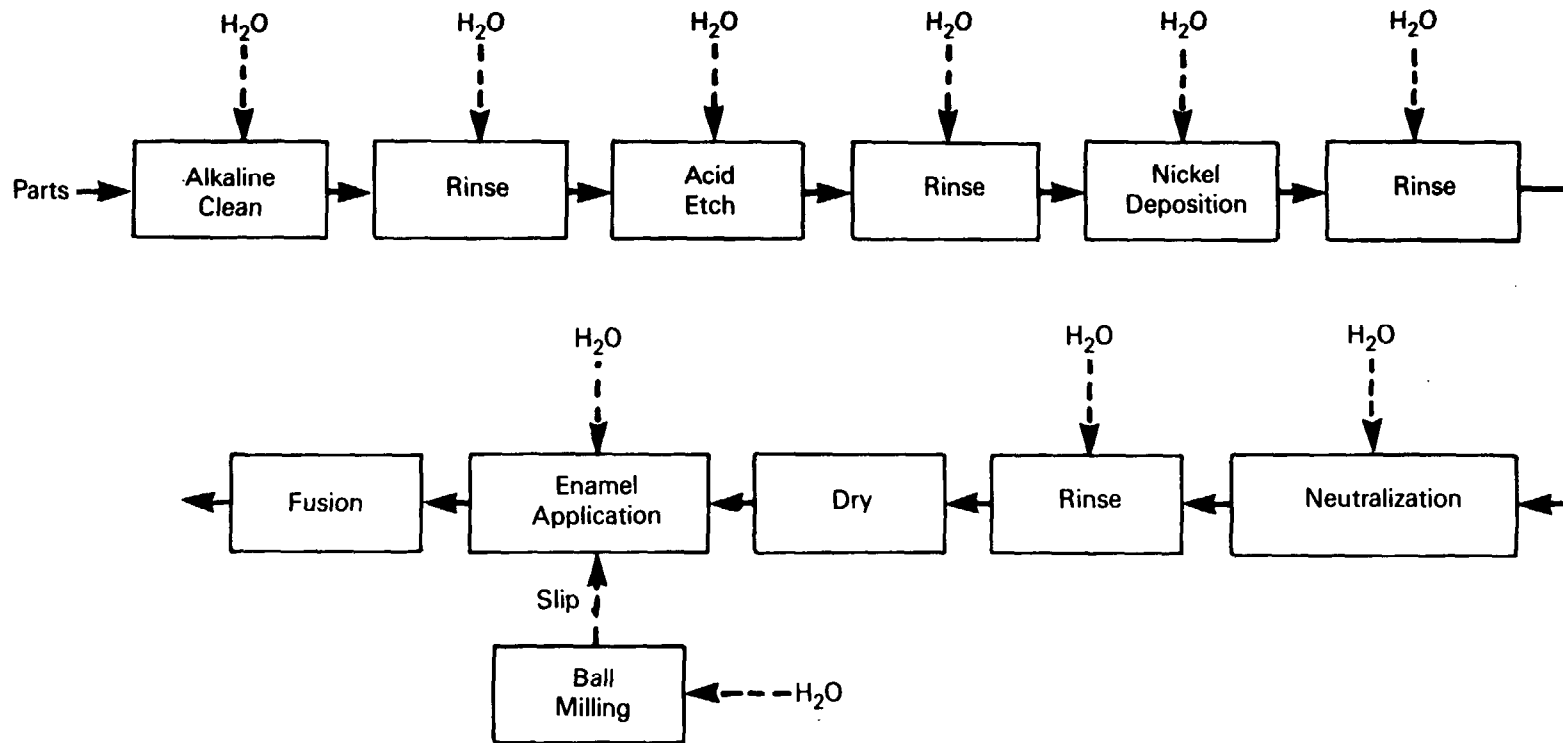 H₂O H₂O H₂O H₂O H₂O H₂O
Parts
Alkaline
Clean
Rinse
Acid
Etch
Rinse
Nickel
Deposition
Rinse
H₂O H₂O H₂O
Fusion
Enamel
Application
Dry
Rinse
Neutralization
Slip
Ball
Milling
H₂O